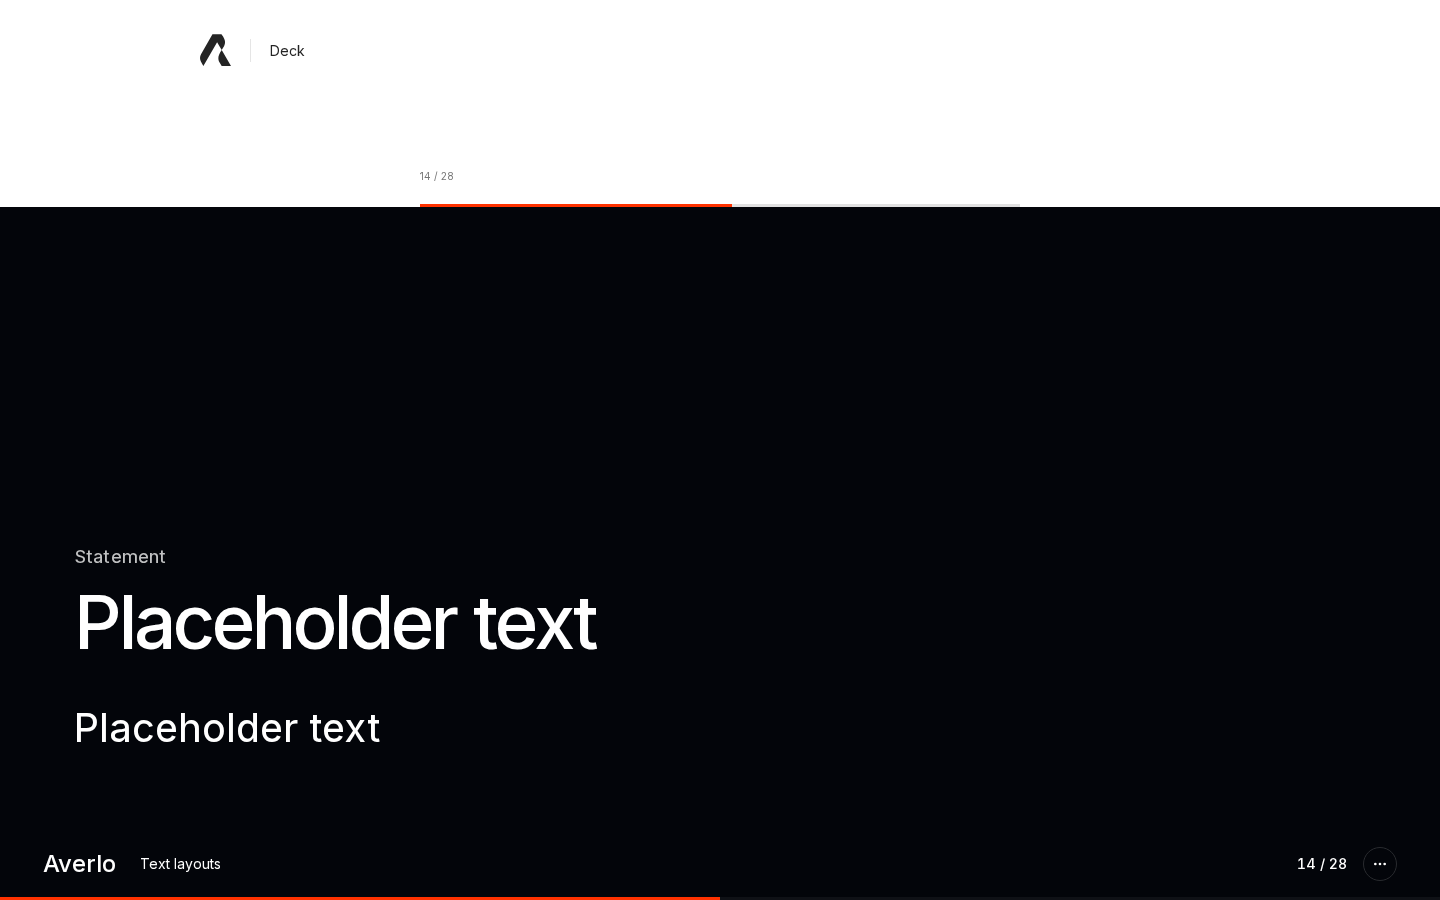 Deck
14 / 28
Statement
Placeholder text
Placeholder text
Averlo
Text layouts
14 / 28